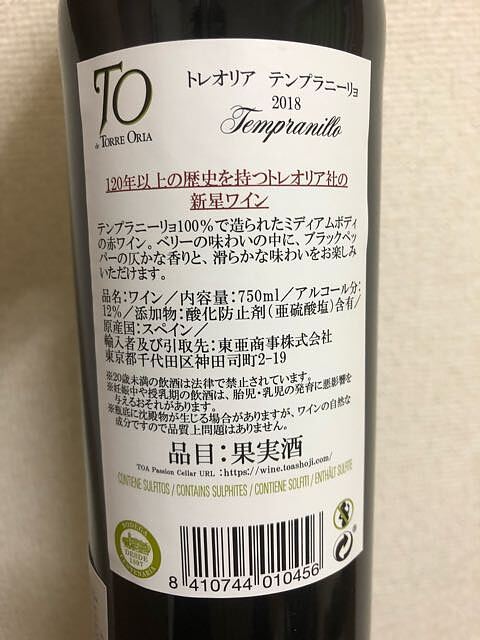 TO
de TORRE ORIA
トレオリア テンプラニーリョ
2018
Tempranillo
120年以上の歴史を持つトレオリア社の
新星ワイン
テンプラニーリョ100%で造られたミディアムボディ
の赤ワイン。ベリーの味わいの中に、ブラックペッ
パーの仄かな香りと、滑らかな味わいをお楽しみ
いただけます。
品名:ワイン/内容量:750ml/アルコール分:
12%/添加物:酸化防止剤(亜硫酸塩)含有/
原産国:スペイン/
輸入者及び引取先:東亜商事株式会社
東京都千代田区神田司町2-19
※20歳未満の飲酒は法律で禁止されています。
※妊娠中や授乳期の飲酒は、胎児・乳児の発育に悪影響を
与えるおそれがあります。
※瓶底に沈殿物が生じる場合がありますが、ワインの自然な
成分ですので品質上問題はありません。
品目:果実酒
TOA Passion Cellar URL :https://wine.toashoji.com/
CONTIENE SULFITOS / CONTAINS SULPHITES / CONTIENE SOLFITI / ENTHÄLT SULFITE
BODEGA
DESDE
1897
8 410744 010456